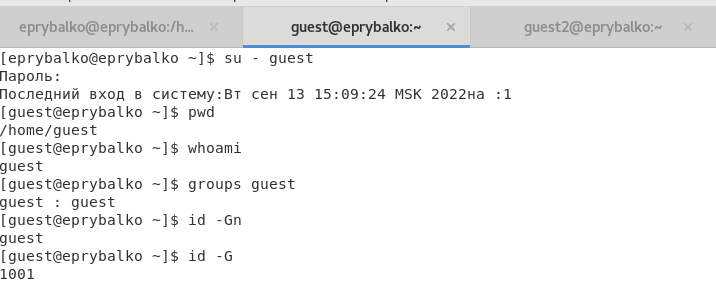 eprybalko@eprybalko:/h... × guest@eprybalko:~ × guest2@eprybalko:~ ×
[eprybalko@eprybalko ~]$ su - guest
Пароль:
Последний вход в систему:Вт сен 13 15:09:24 MSK 2022на :1
[guest@eprybalko ~]$ pwd
/home/guest
[guest@eprybalko ~]$ whoami
guest
[guest@eprybalko ~]$ groups guest
guest : guest
[guest@eprybalko ~]$ id -Gn
guest
[guest@eprybalko ~]$ id -G
1001